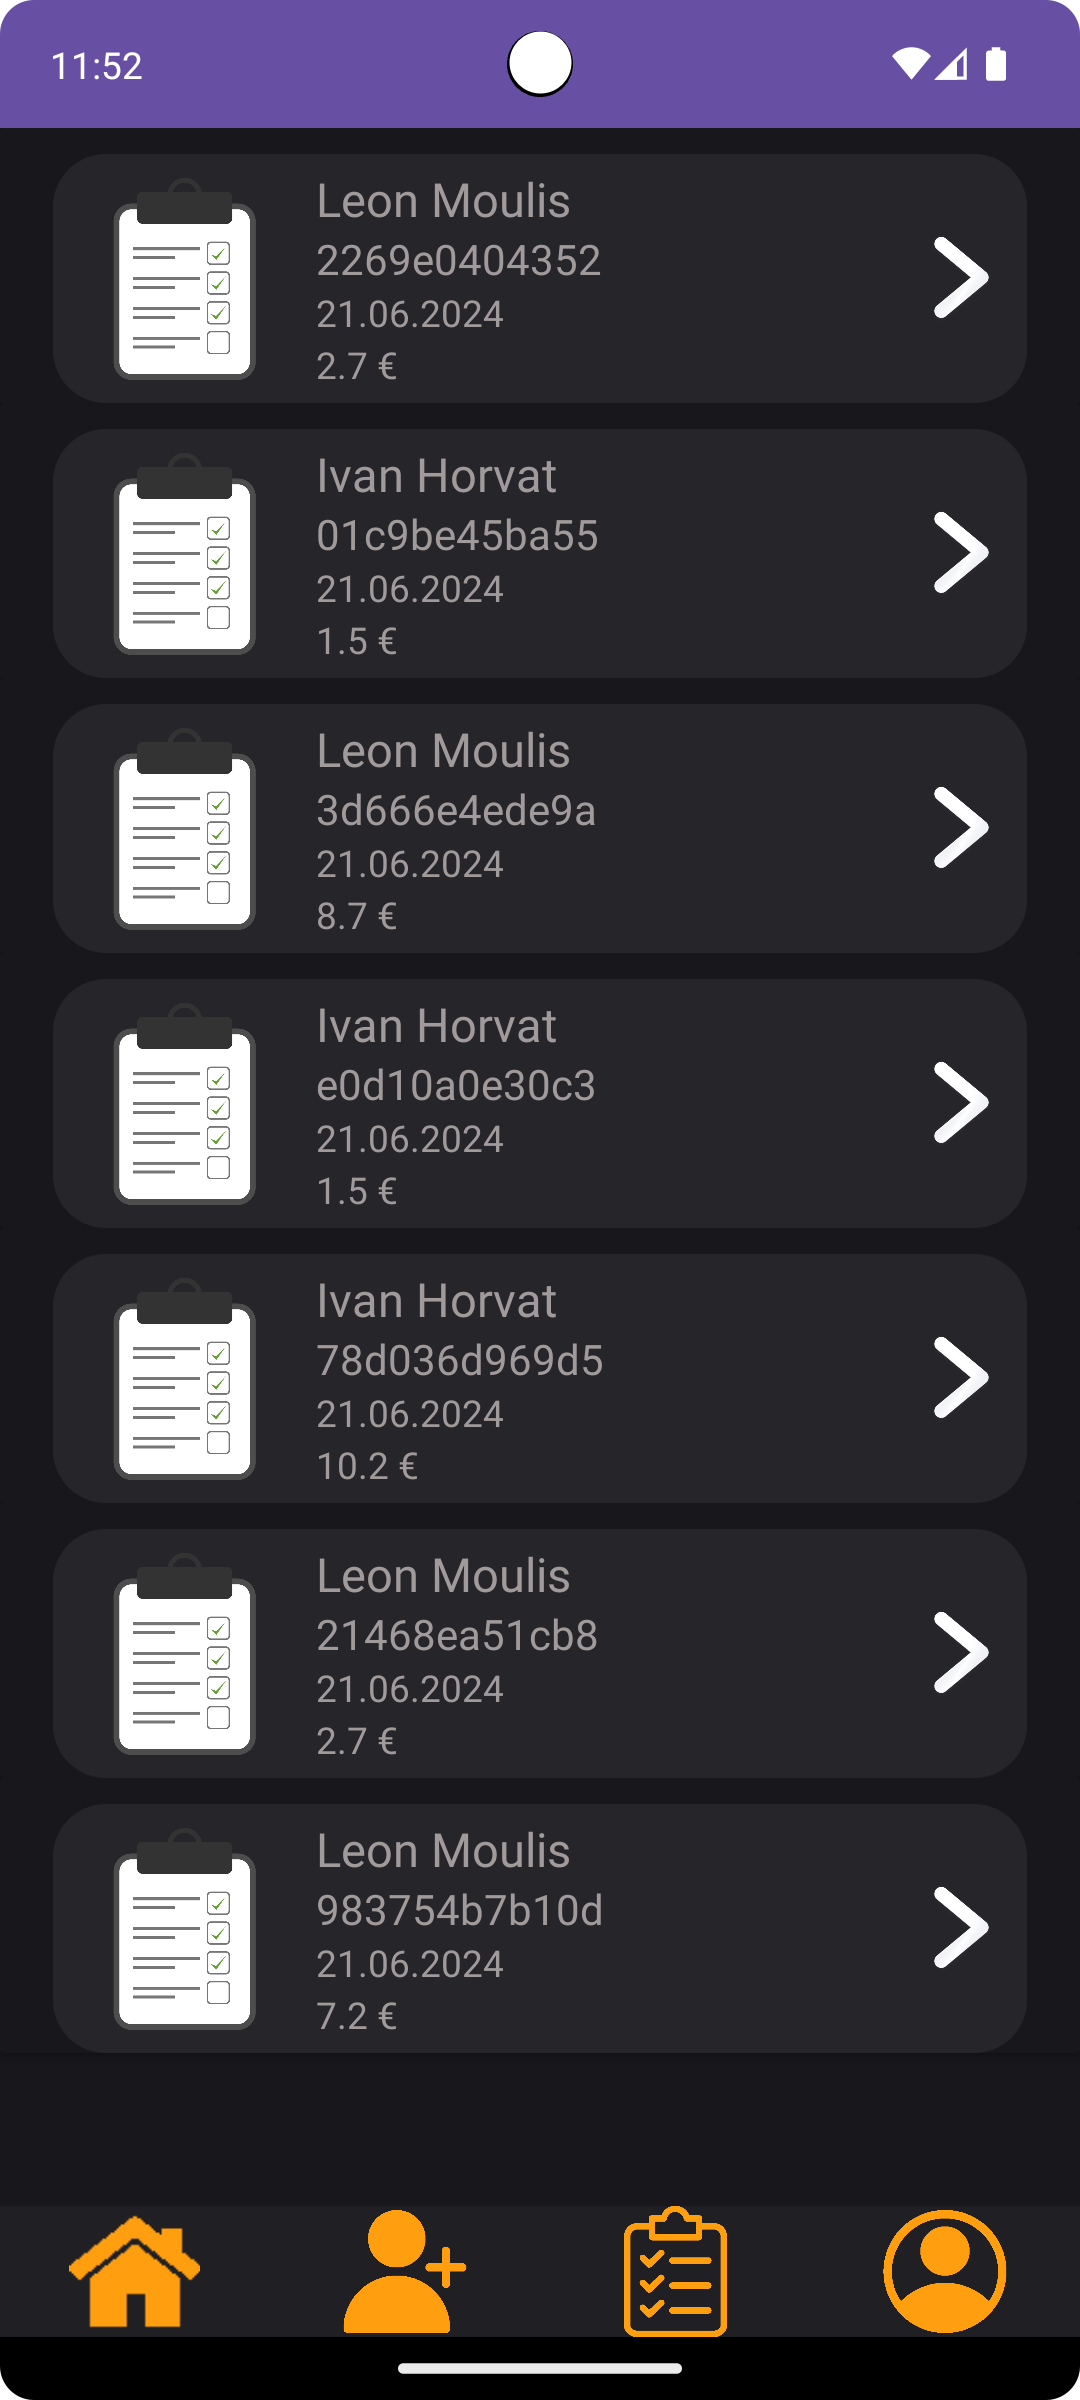 11:52
Leon Moulis
2269e0404352
21.06.2024
2.7 €
Ivan Horvat
01c9be45ba55
21.06.2024
1.5 €
Leon Moulis
3d666e4ede9a
21.06.2024
8.7 €
Ivan Horvat
e0d10a0e30c3
21.06.2024
1.5 €
Ivan Horvat
78d036d969d5
21.06.2024
10.2 €
Leon Moulis
21468ea51cb8
21.06.2024
2.7 €
Leon Moulis
983754b7b10d
21.06.2024
7.2 €